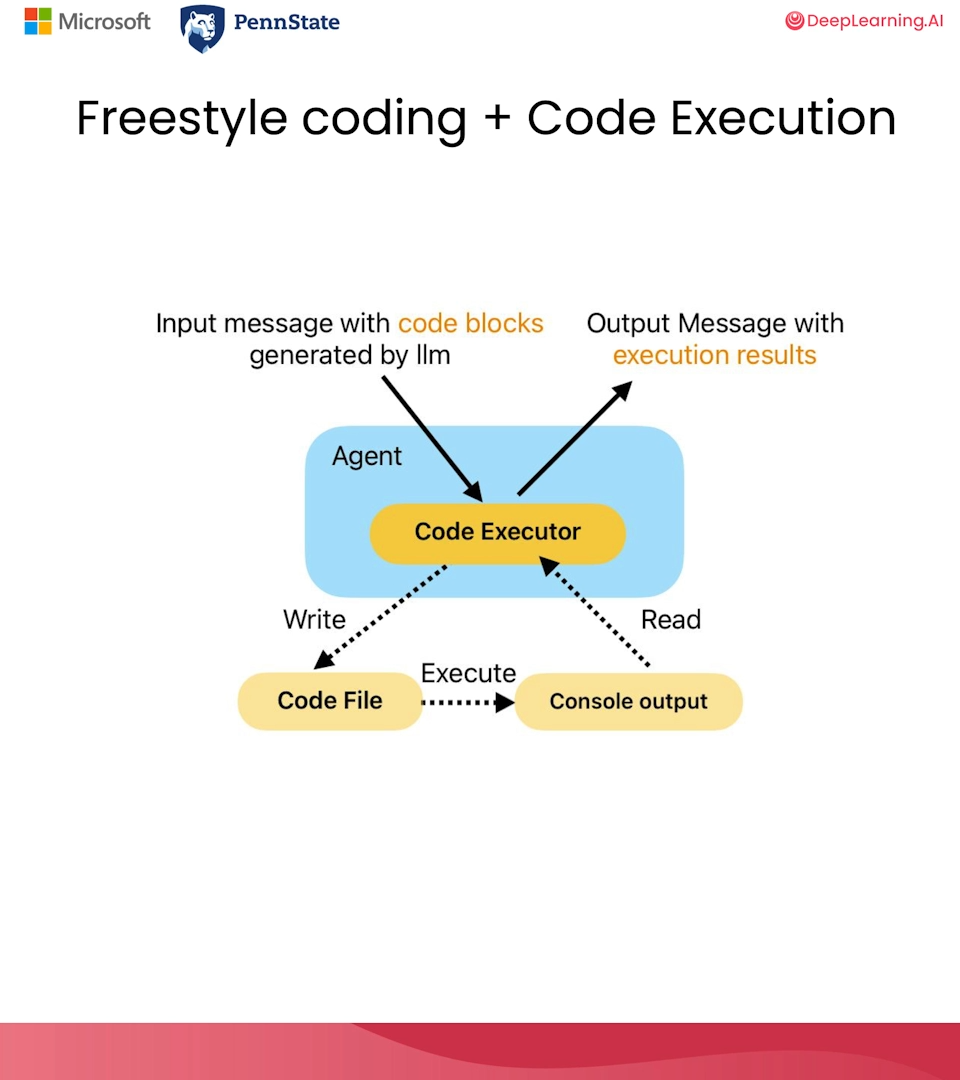 Microsoft
PennState
DeepLearning.AI
Freestyle coding + Code Execution
Input message with code blocks
generated by llm
Output Message with
execution results
Agent
Code Executor
Write
Read
Execute
Code File
Console output